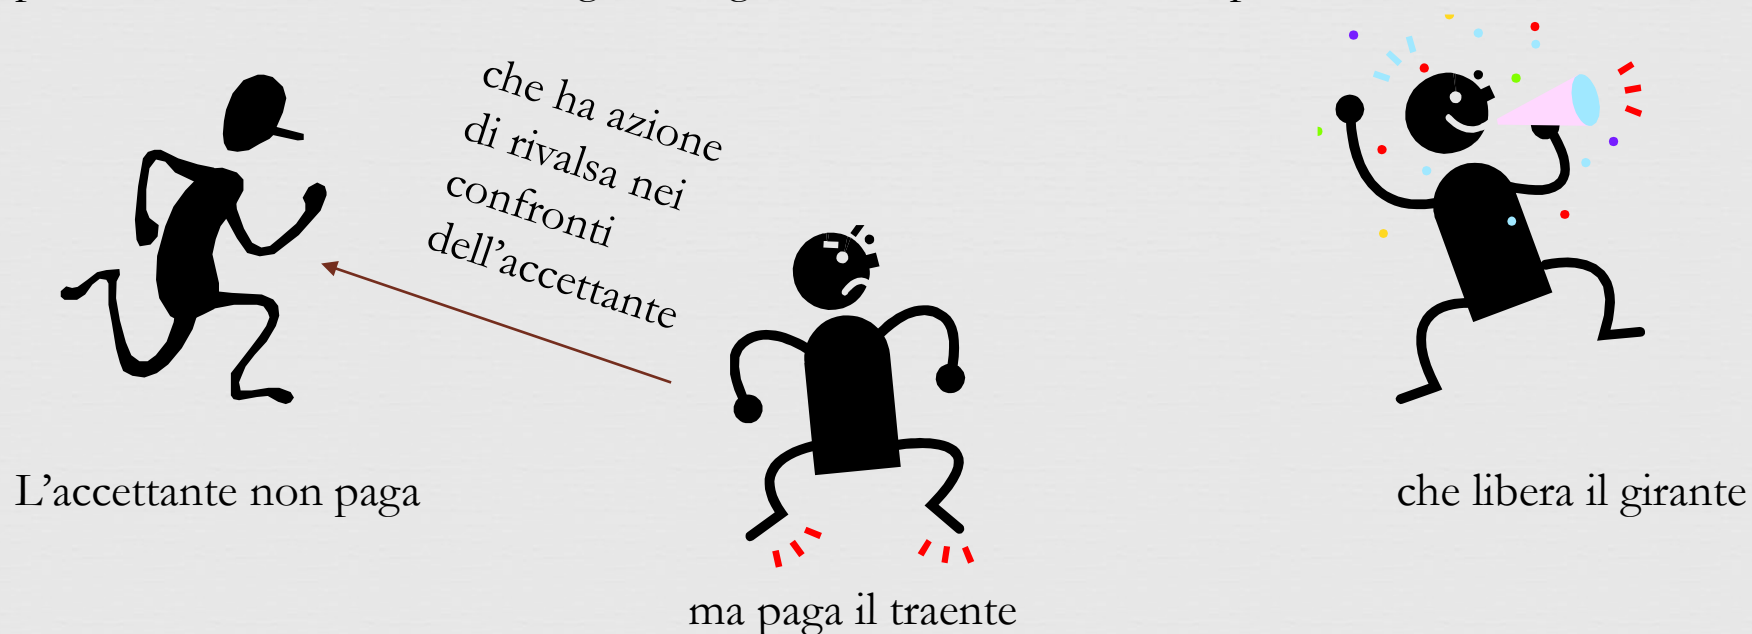 che ha azione
di rivalsa nei
confronti
dell’accettante
L’accettante non paga
che libera il girante
ma paga il traente